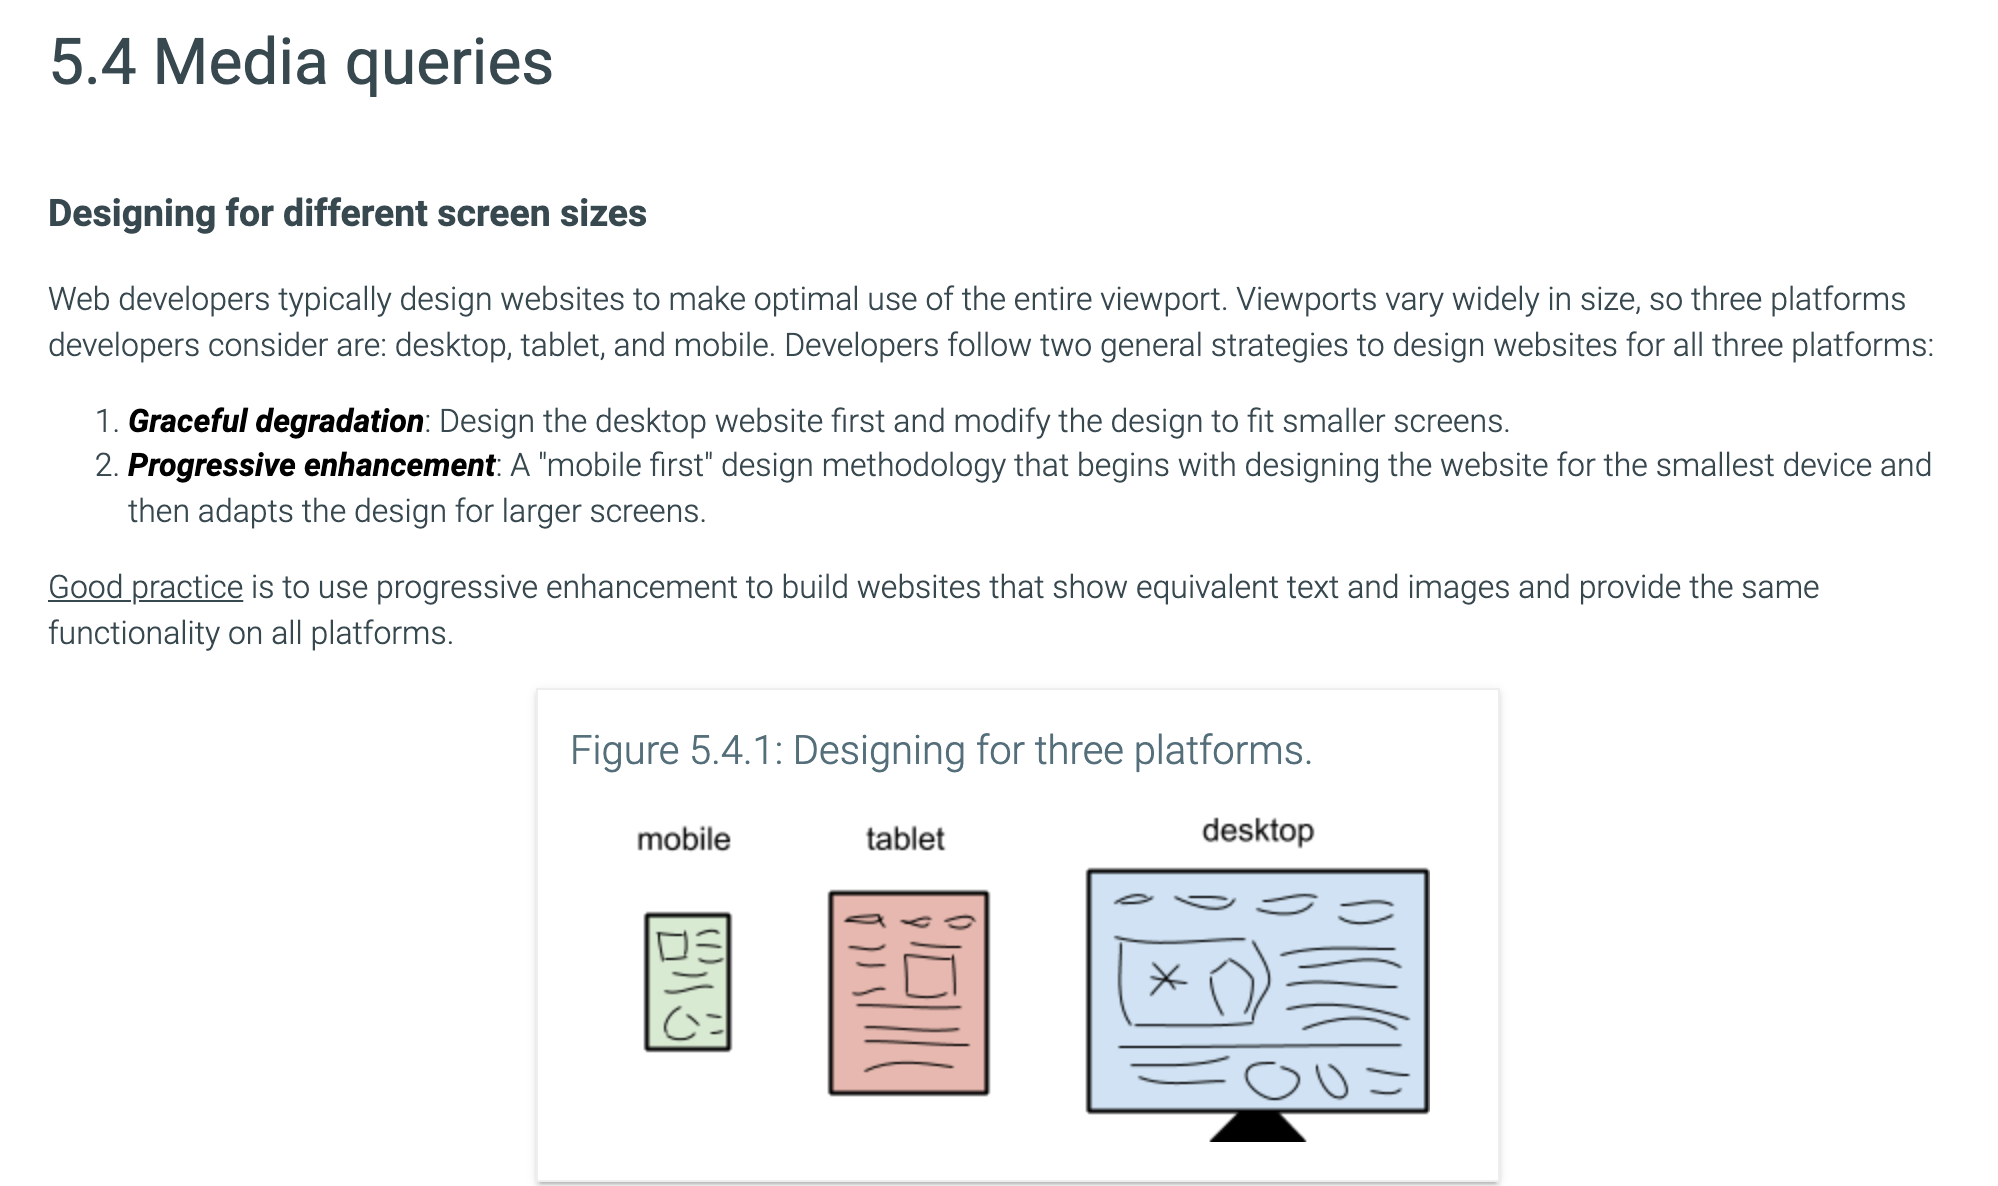 5.4 Media queries
Designing for different screen sizes
Web developers typically design websites to make optimal use of the entire viewport. Viewports vary widely in size, so three platforms
developers consider are: desktop, tablet, and mobile. Developers follow two general strategies to design websites for all three platforms:
1. Graceful degradation: Design the desktop website first and modify the design to fit smaller screens.
2. Progressive enhancement: A "mobile first" design methodology that begins with designing the website for the smallest device and
then adapts the design for larger screens.
Good practice is to use progressive enhancement to build websites that show equivalent text and images and provide the same
functionality on all platforms.
Figure 5.4.1: Designing for three platforms.
mobile
tablet
desktop